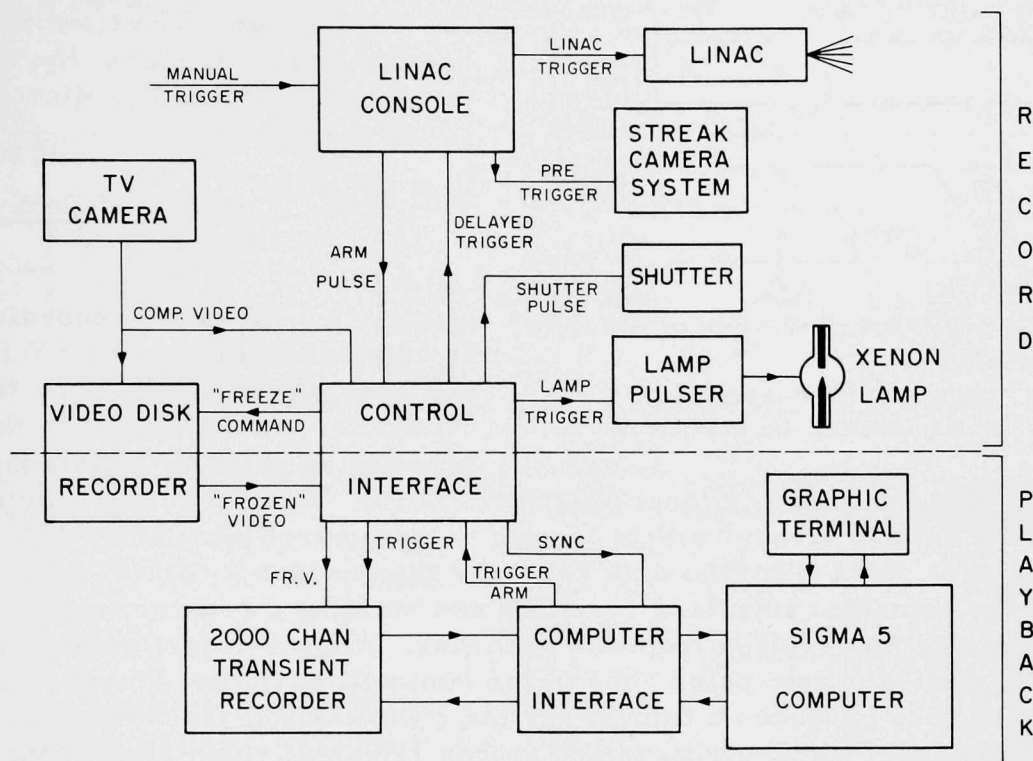 MANUAL
TRIGGER
LINAC
CONSOLE
LINAC
TRIGGER
LINAC
STREAK
CAMERA
SYSTEM
PRE
TRIGGER
TV
CAMERA
ARM
PULSE
DELAYED
TRIGGER
SHUTTER
SHUTTER
PULSE
COMP. VIDEO
VIDEO DISK
RECORDER
"FREEZE"
COMMAND
"FROZEN"
VIDEO
CONTROL
INTERFACE
LAMP
TRIGGER
LAMP
PULSER
XENON
LAMP
RECORD
GRAPHIC
TERMINAL
TRIGGER
FR. V.
SYNC
TRIGGER
ARM
2000 CHAN
TRANSIENT
RECORDER
COMPUTER
INTERFACE
SIGMA 5
COMPUTER
PLAYBACK